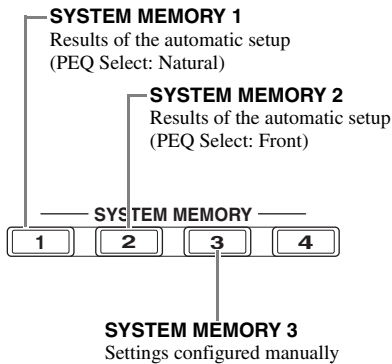 SYSTEM MEMORY 1
Results of the automatic setup
(PEQ Select: Natural)
SYSTEM MEMORY 2
Results of the automatic setup
(PEQ Select: Front)
SYSTEM MEMORY
1 2 3 4
SYSTEM MEMORY 3
Settings configured manually